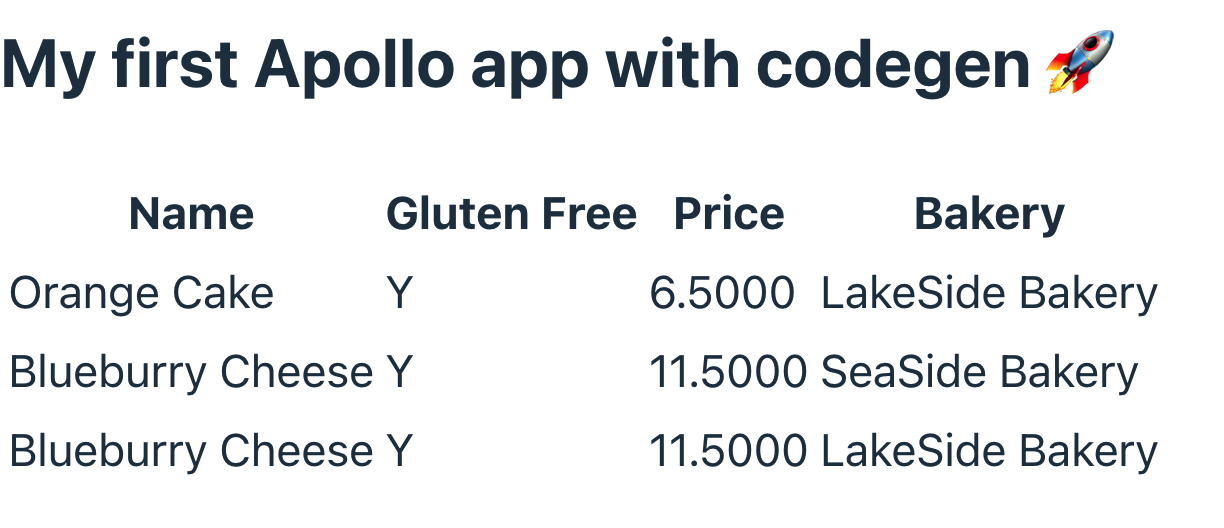 My first Apollo app with codegen 🚀
Name Gluten Free Price Bakery
Orange Cake Y 6.5000 LakeSide Bakery
Blueburry Cheese Y 11.5000 SeaSide Bakery
Blueburry Cheese Y 11.5000 LakeSide Bakery